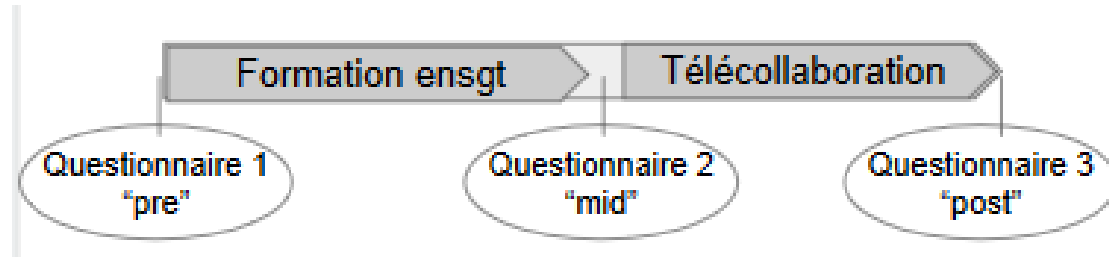 Formation ensgt
Télécollaboration
Questionnaire 1
“pre”
Questionnaire 2
“mid”
Questionnaire 3
“post”